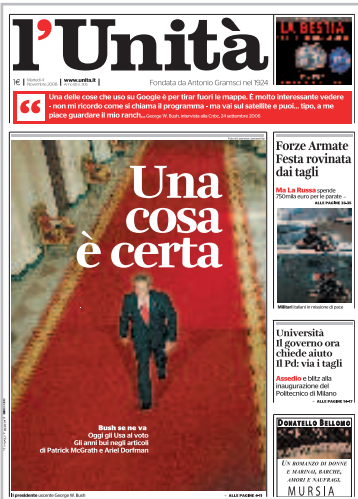 l'Unità
1€
Martedì 4
Novembre 2008
www.unita.it
Fondata da Antonio Gramsci nel 1924
LA BESTIA
“ Una delle cose che uso su Google è per tirar fuori le mappe. È molto interessante vedere
- non mi ricordo come si chiama il programma - ma vai sul satellite e puoi... tipo, a me
piace guardare il mio ranch... George W. Bush, intervista alla Cnbc, 24 settembre 2006
Una
cosa
è certa
Bush se ne va
Oggi gli Usa al voto
Gli anni bui negli articoli
di Patrick McGrath e Ariel Dorfman
Il presidente uscente George W. Bush
- ALLE PAGINE 4-11
Forze Armate
Festa rovinata
dai tagli
Ma La Russa spende
750mila euro per le parate -
ALLE PAGINE
Militari italiani in missione di pace
Università
Il governo ora
chiede aiuto
Il Pd: via i tagli
Assedio e blitz alla
inaugurazione del
Politecnico di Milano
- ALLE PAGINE 14-17
DONATELLO BELLOMO
UN ROMANZO DI DONNE
E MARINAI, BARCHE,
AMORI E NAUFRAGI.
MURSIA